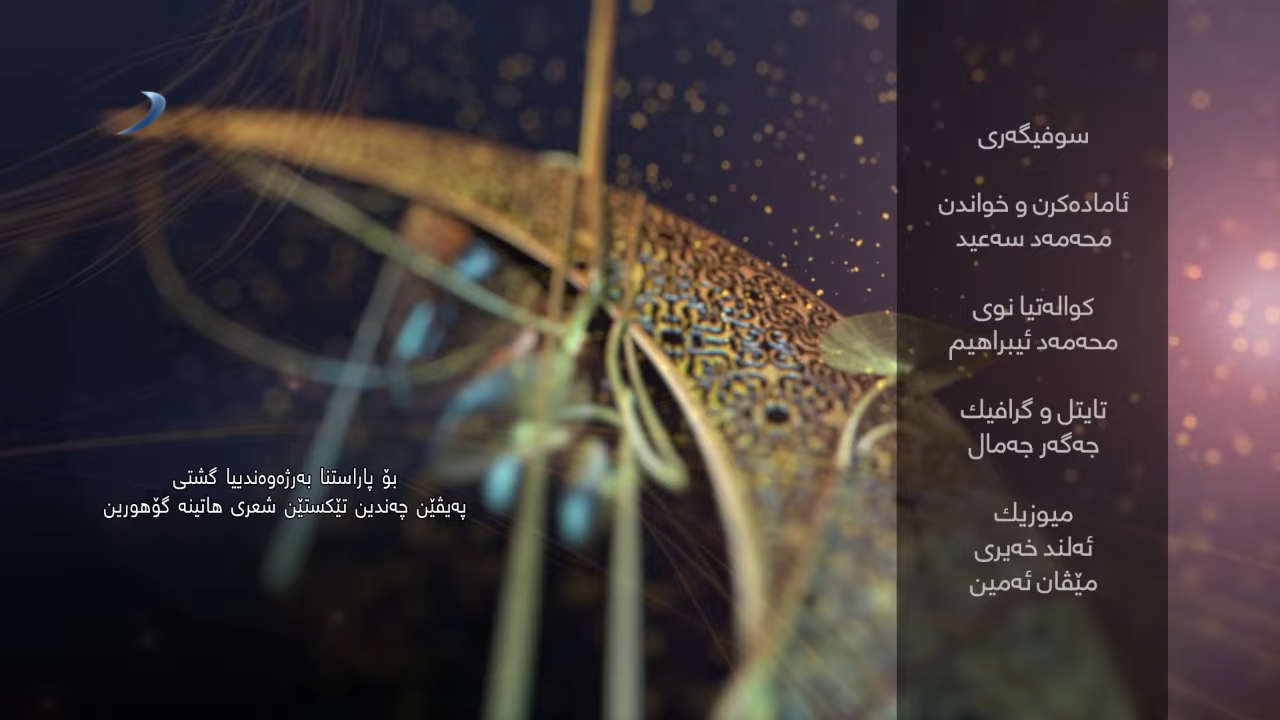 سوفیگەری
ئامادەکرن و خواندن
محەمەد سەعید
کوالەتیا نوی
محەمەد ئیبراهیم
تایتل و گرافیك
جەگەر جەمال
میوزیك
ئەلند خەیری
مێڤان ئەمین
بۆ پاراستنا بەرژەوەندییا گشتی
پەیڤێن چەندین تێکستێن شعری هاتینە گۆهورین